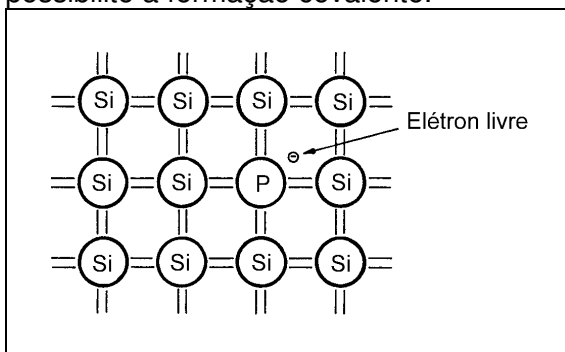 possibilite a formação covalente.
Si Si Si Si
Elétron livre
Si Si P Si
Si Si Si Si